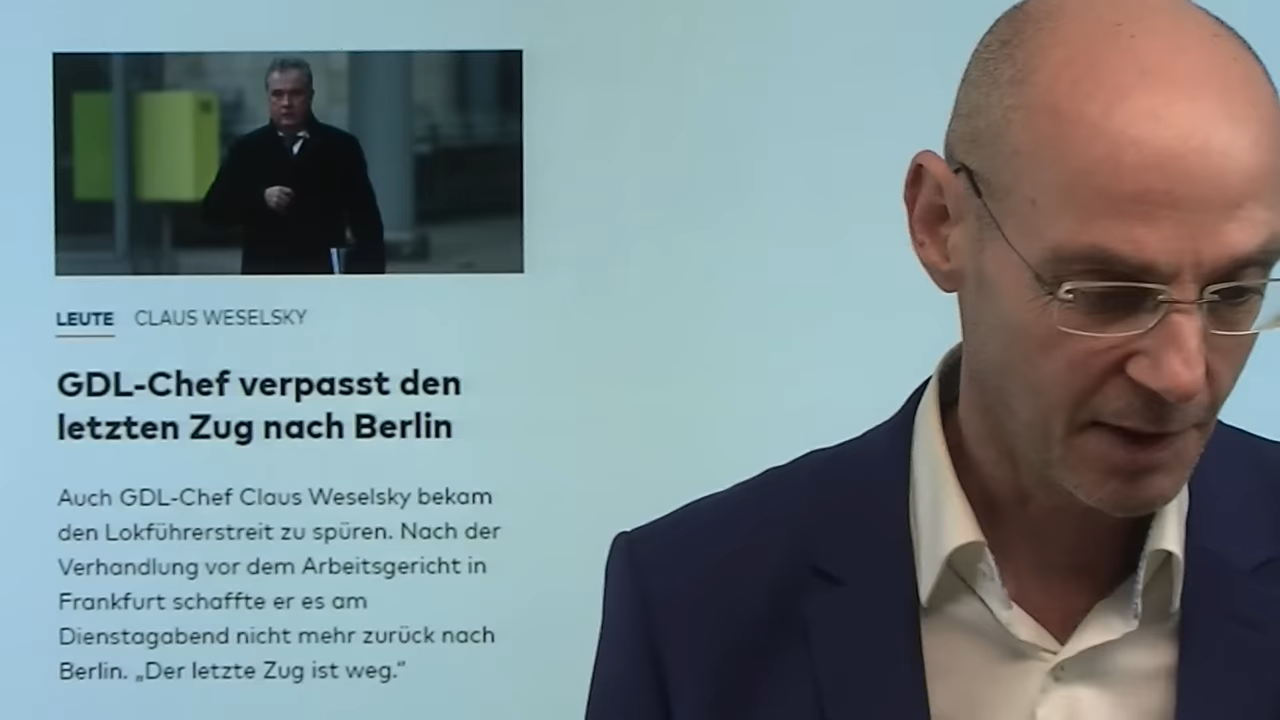 LEUTE CLAUS WESELSKY
GDL-Chef verpasst den
letzten Zug nach Berlin
Auch GDL-Chef Claus Weselsky bekam
den Lokführerstreit zu spüren. Nach der
Verhandlung vor dem Arbeitsgericht in
Frankfurt schaffte er es am
Dienstagabend nicht mehr zurück nach
Berlin. „Der letzte Zug ist weg.“